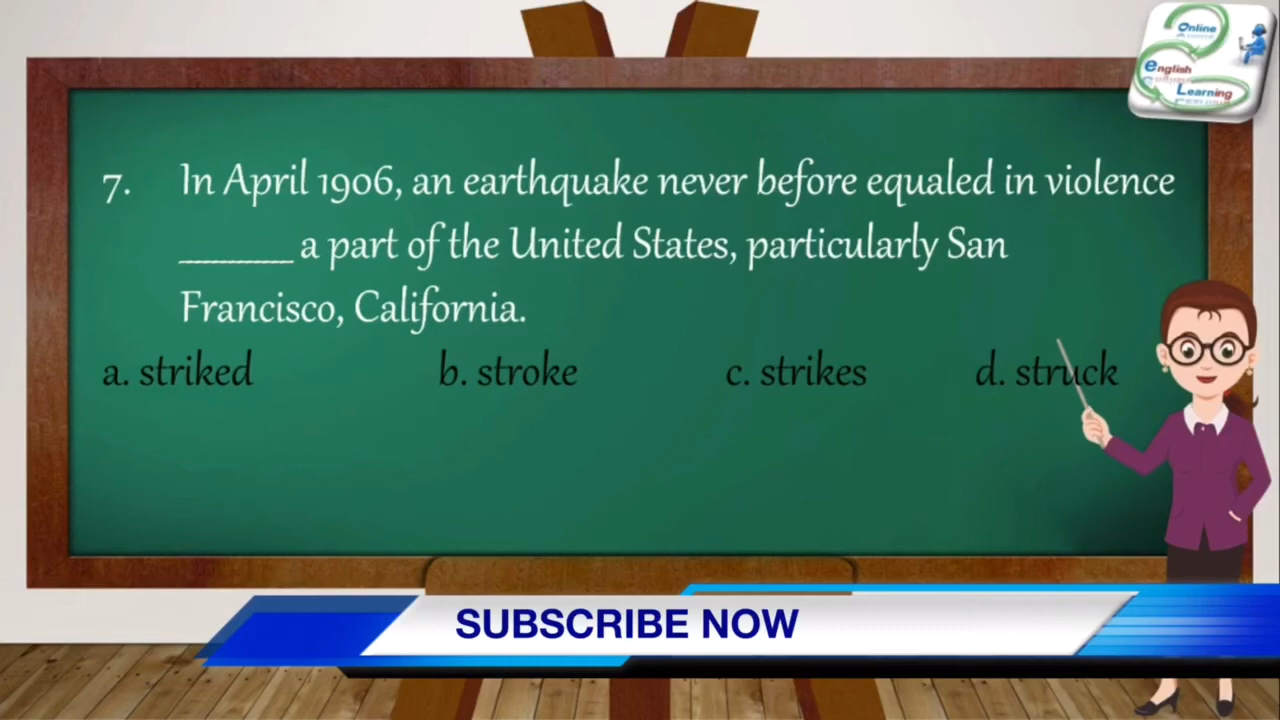 Online
english
Learning
7. In April 1906, an earthquake never before equaled in violence
________ a part of the United States, particularly San
Francisco, California.
a. striked b. stroke c. strikes d. struck
SUBSCRIBE NOW